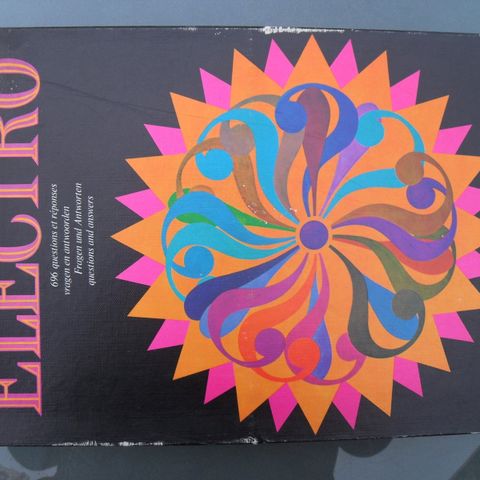 ELECTRO
696 questions et réponses
vragen en antwoorden
Fragen und Antworten
questions and answers